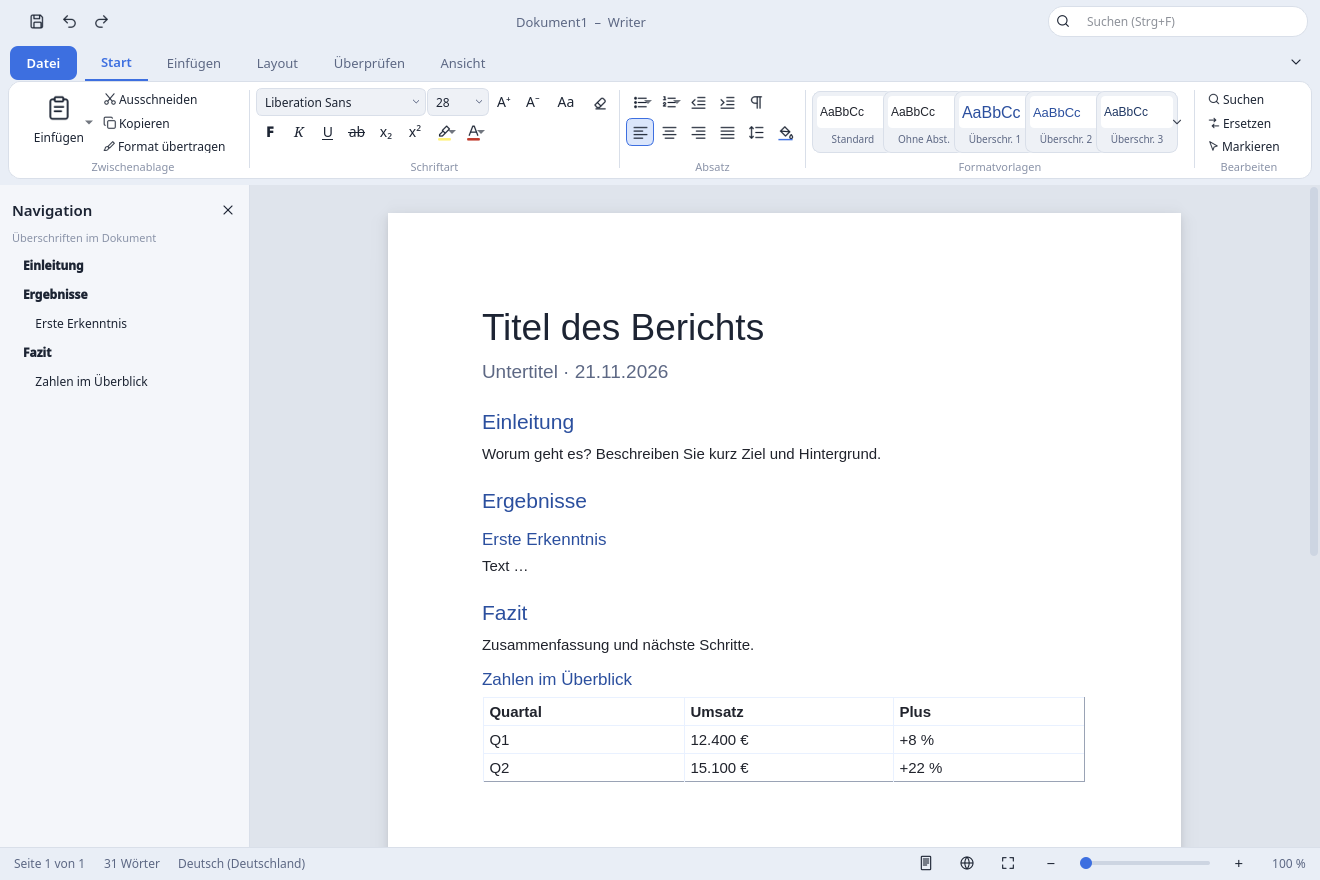 Dokument1 – Writer
Suchen (Strg+F)
Datei
Start
Einfügen
Layout
Überprüfen
Ansicht
Einfügen
Ausschneiden
Kopieren
Format übertragen
Zwischenablage
Liberation Sans
28
A+
A−
Aa
F
K
U
ab
x₂
x²
A
Schriftart
Absatz
AaBbCc
Standard
AaBbCc
Ohne Abst.
AaBbCc
Überschr. 1
AaBbCc
Überschr. 2
AaBbCc
Überschr. 3
Formatvorlagen
Suchen
Ersetzen
Markieren
Bearbeiten
Navigation
Überschriften im Dokument
Einleitung
Ergebnisse
Erste Erkenntnis
Fazit
Zahlen im Überblick
Titel des Berichts
Untertitel · 21.11.2026
Einleitung
Worum geht es? Beschreiben Sie kurz Ziel und Hintergrund.
Ergebnisse
Erste Erkenntnis
Text …
Fazit
Zusammenfassung und nächste Schritte.
Zahlen im Überblick
Quartal Umsatz Plus
Q1 12.400 € +8 %
Q2 15.100 € +22 %
Seite 1 von 1
31 Wörter
Deutsch (Deutschland)
100 %